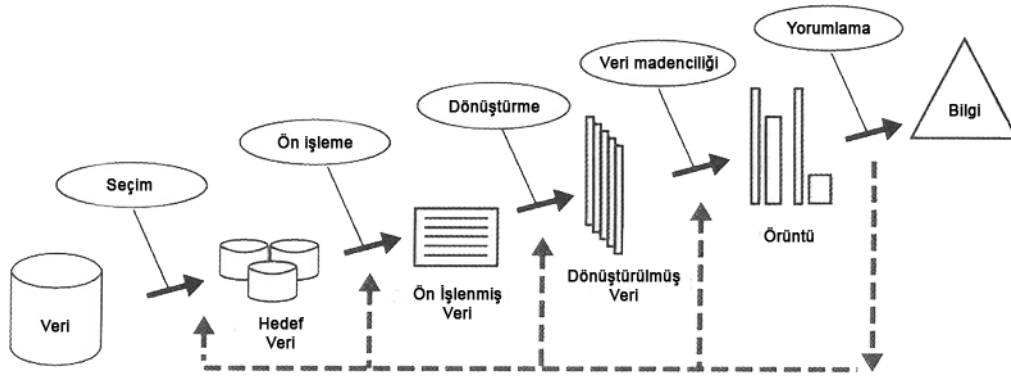 Yorumlama
Veri madenciliği
Bilgi
Dönüştürme
Ön işleme
Seçim
Örüntü
Dönüştürülmüş
Veri
Ön İşlenmiş
Veri
Hedef
Veri
Veri